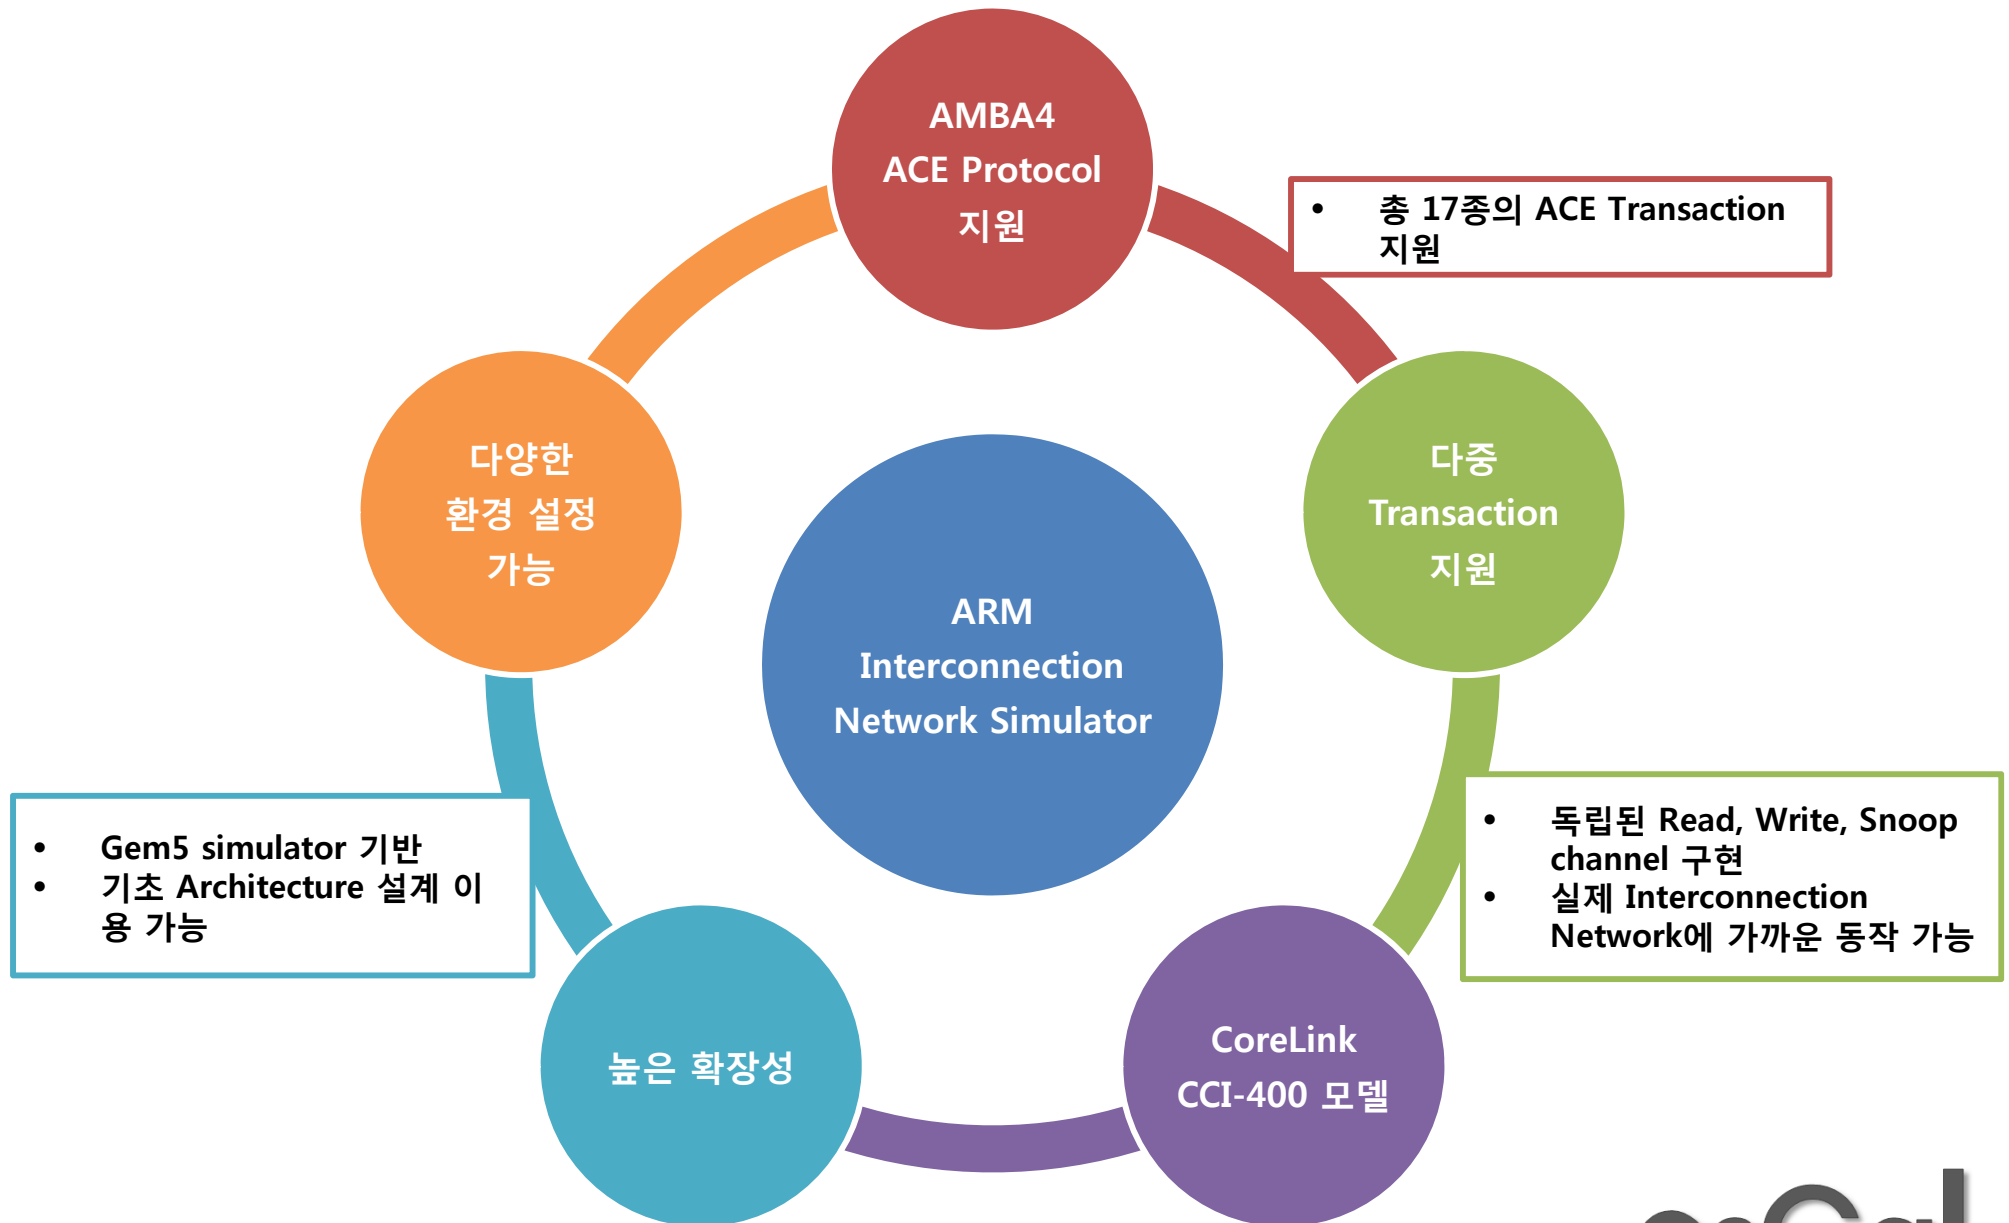 AMBA4
ACE Protocol
지원
• 총 17종의 ACE Transaction
지원
다양한
환경 설정
가능
다중
Transaction
지원
ARM
Interconnection
Network Simulator
• Gem5 simulator 기반
• 기초 Architecture 설계 이
용 가능
• 독립된 Read, Write, Snoop
channel 구현
• 실제 Interconnection
Network에 가까운 동작 가능
높은 확장성
CoreLink
CCI-400 모델